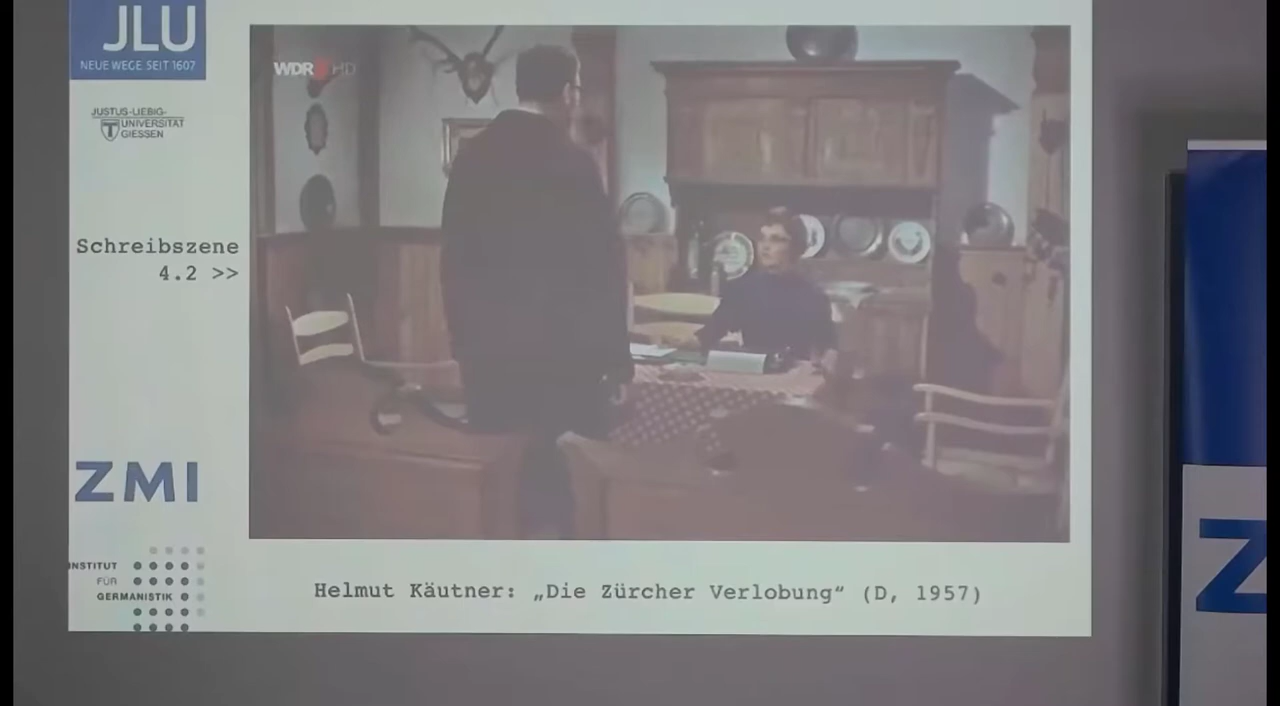 JLU
NEUE WEGE SEIT 1607
JUSTUS-LIEBIG-
UNIVERSITÄT
GIESSEN
WDR HD
Schreibszene
4.2 >>
ZMI
INSTITUT
FÜR
GERMANISTIK
Helmut Käutner: „Die Zürcher Verlobung“ (D, 1957)
Z